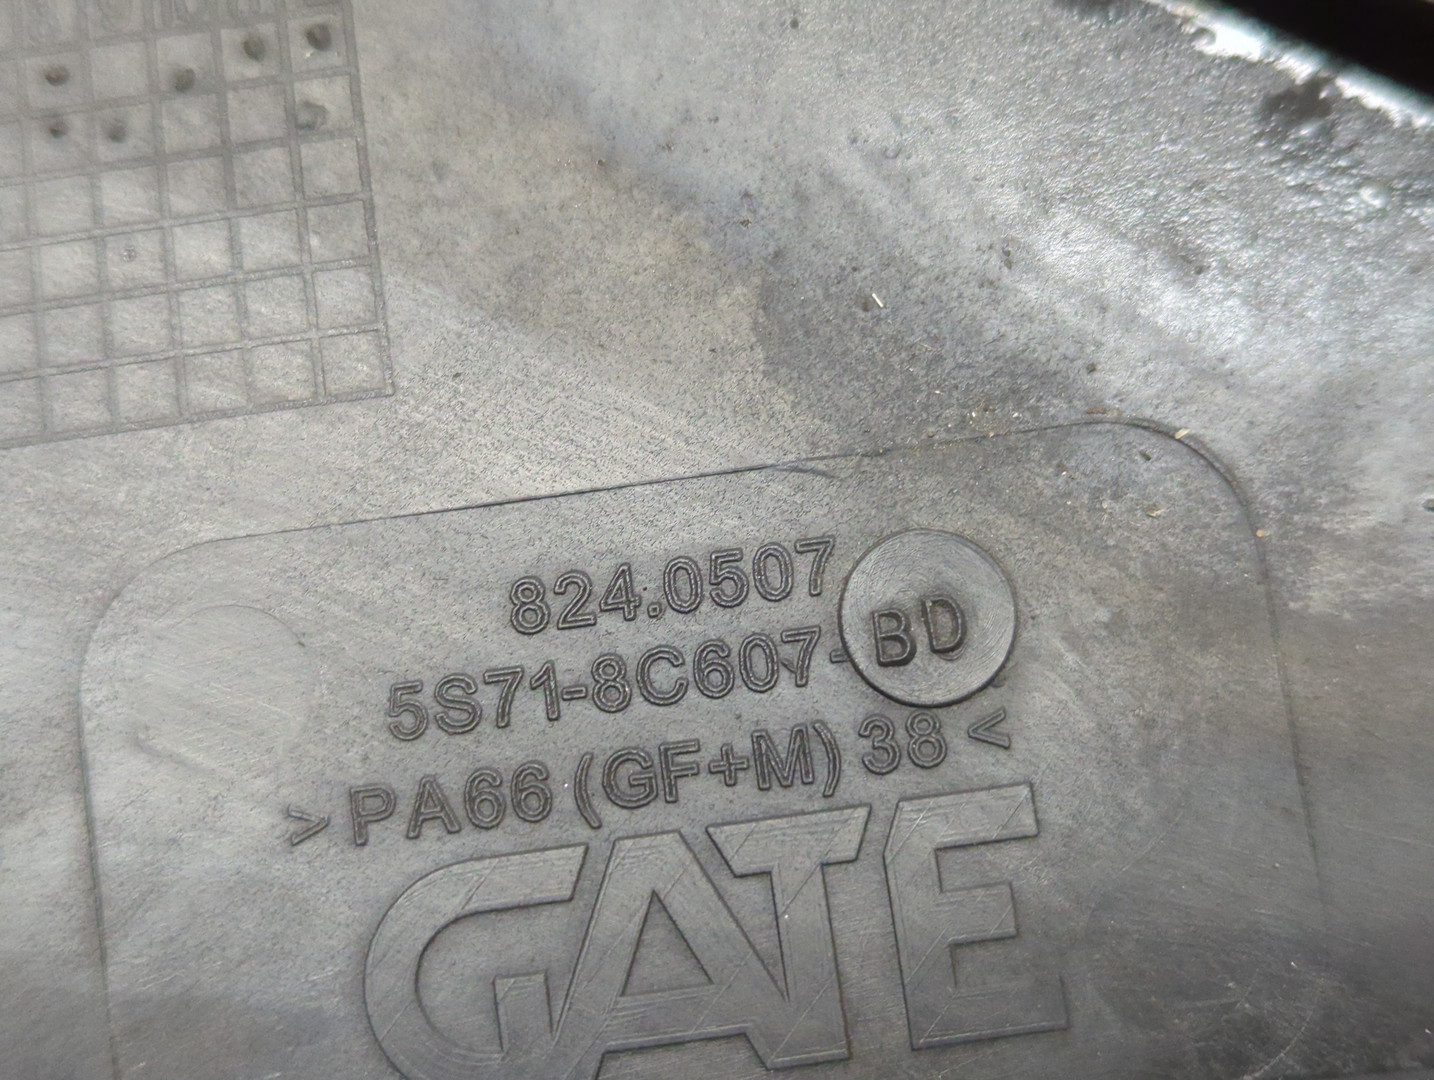 824.0507
5S71-8C607-BD
>PA66(GF+M)38<
GATE